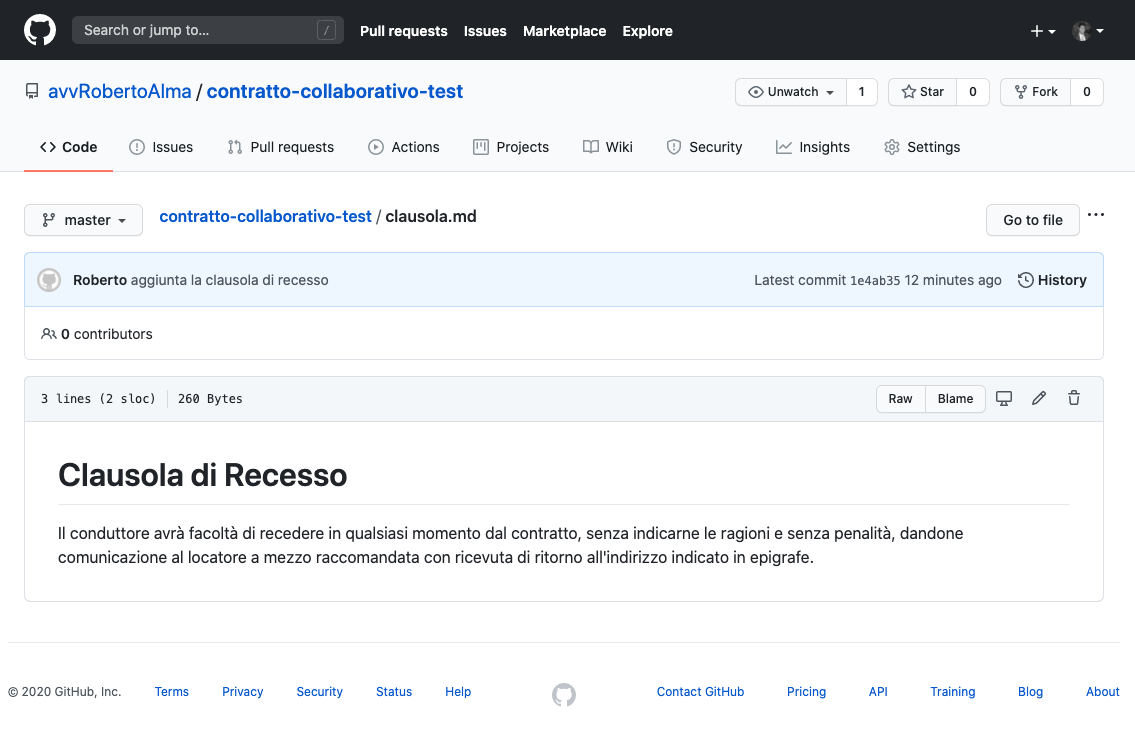 Search or jump to... /
Pull requests Issues Marketplace Explore
avvRobertoAlma / contratto-collaborativo-test
Unwatch 1 Star 0 Fork 0
Code Issues Pull requests Actions Projects Wiki Security Insights Settings
master contratto-collaborativo-test / clausola.md Go to file ...
Roberto aggiunta la clausola di recesso Latest commit 1e4ab35 12 minutes ago History
0 contributors
3 lines (2 sloc) 260 Bytes Raw Blame
Clausola di Recesso
Il conduttore avrà facoltà di recedere in qualsiasi momento dal contratto, senza indicarne le ragioni e senza penalità, dandone
comunicazione al locatore a mezzo raccomandata con ricevuta di ritorno all'indirizzo indicato in epigrafe.
© 2020 GitHub, Inc. Terms Privacy Security Status Help Contact GitHub Pricing API Training Blog About